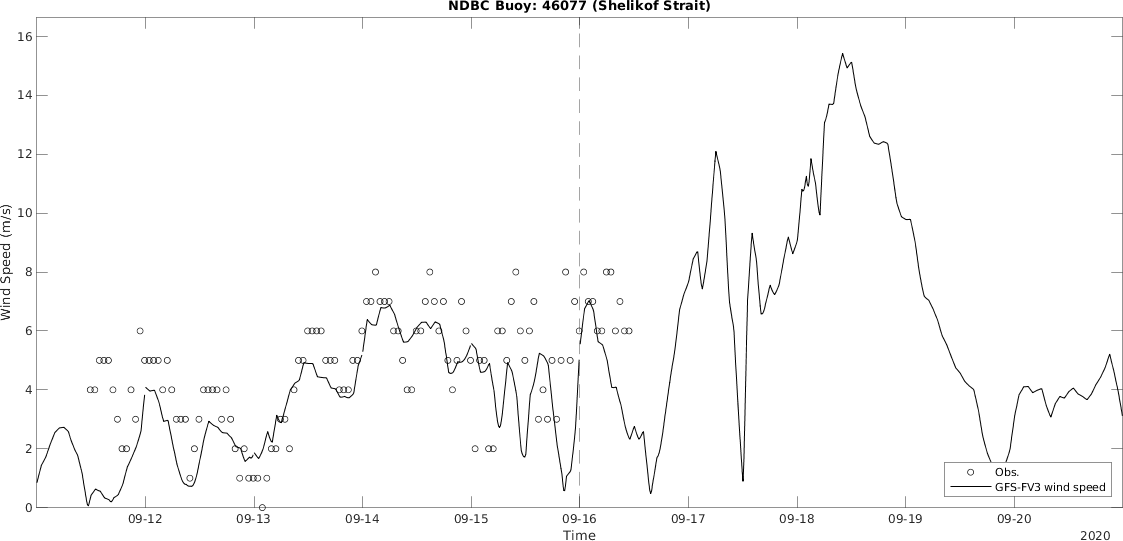 NDBC Buoy: 46077 (Shelikof Strait)
Wind Speed (m/s)
16
14
12
10
8
6
4
2
0
09-12 09-13 09-14 09-15 09-16 09-17 09-18 09-19 09-20
Time
2020
Obs.
GFS-FV3 wind speed